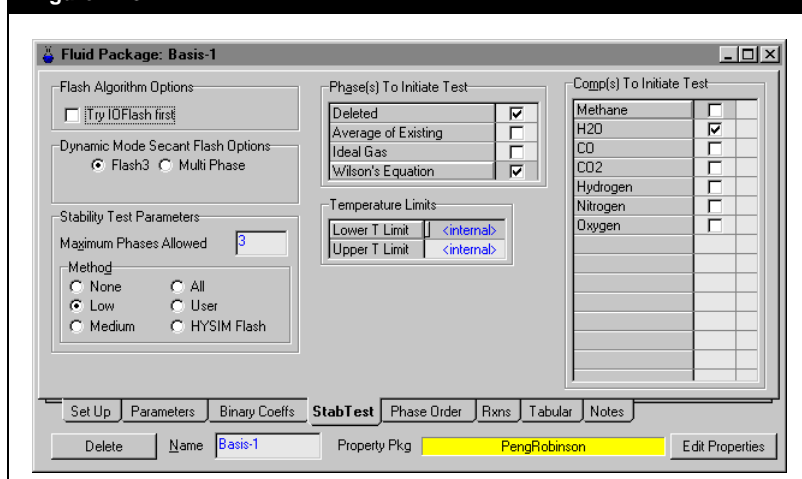 Fluid Package: Basis-1
Flash Algorithm Options
Try IOFlash first
Dynamic Mode Secant Flash Options
Flash3 Multi Phase
Stability Test Parameters
Maximum Phases Allowed 3
Method
None All
Low User
Medium HYSIM Flash
Phase(s) To Initiate Test
Deleted
Average of Existing
Ideal Gas
Wilson's Equation
Temperature Limits
Lower T Limit <internal>
Upper T Limit <internal>
Comp(s) To Initiate Test
Methane
H2O
CO
CO2
Hydrogen
Nitrogen
Oxygen
Set Up Parameters Binary Coeffs StabTest Phase Order Rxns Tabular Notes
Delete Name Basis-1 Property Pkg PengRobinson Edit Properties